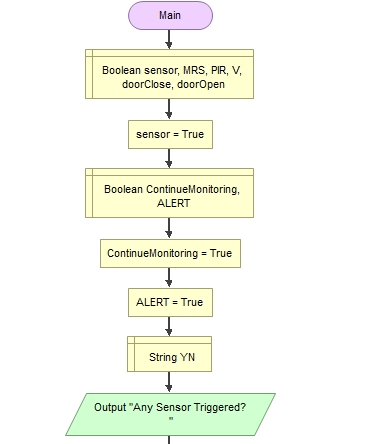 Main
Boolean sensor, MRS, PIR, V,
doorClose, doorOpen
sensor = True
Boolean ContinueMonitoring,
ALERT
ContinueMonitoring = True
ALERT = True
String YN
Output "Any Sensor Triggered?
"